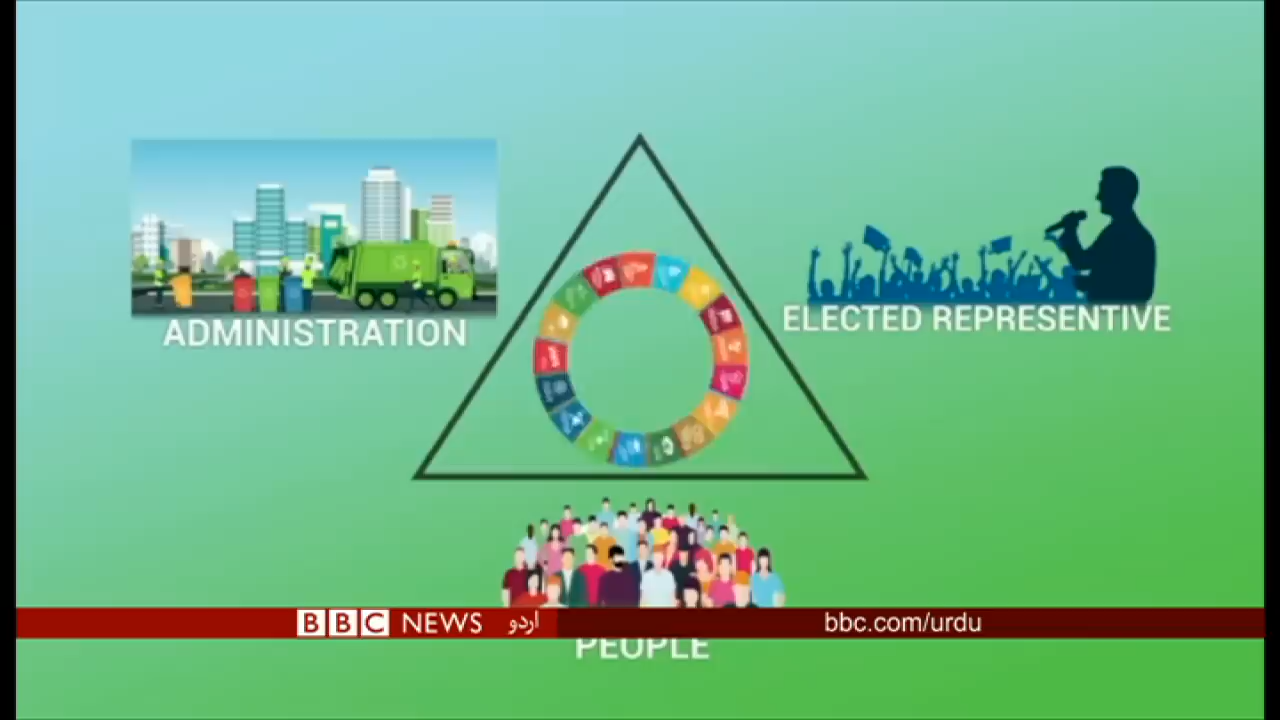 ADMINISTRATION
ELECTED REPRESENTIVE
BBC NEWS اردو
bbc.com/urdu
PEOPLE